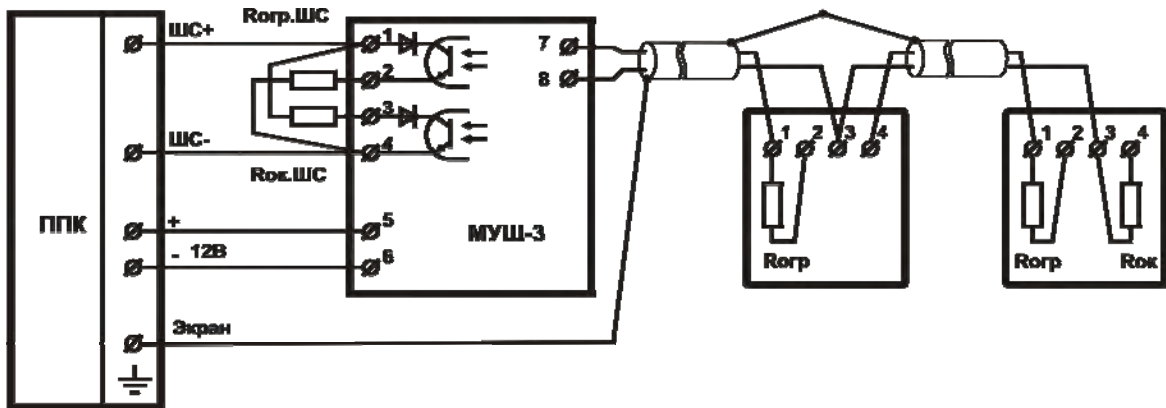 Rогр.ШС
ШС+
1
2
3
4
7
8
ШС-
Rок.ШС
ППК
+
- 12В
5
6
МУШ-3
Экран
1 2 3 4
Rогр
1 2 3 4
Rогр Rок